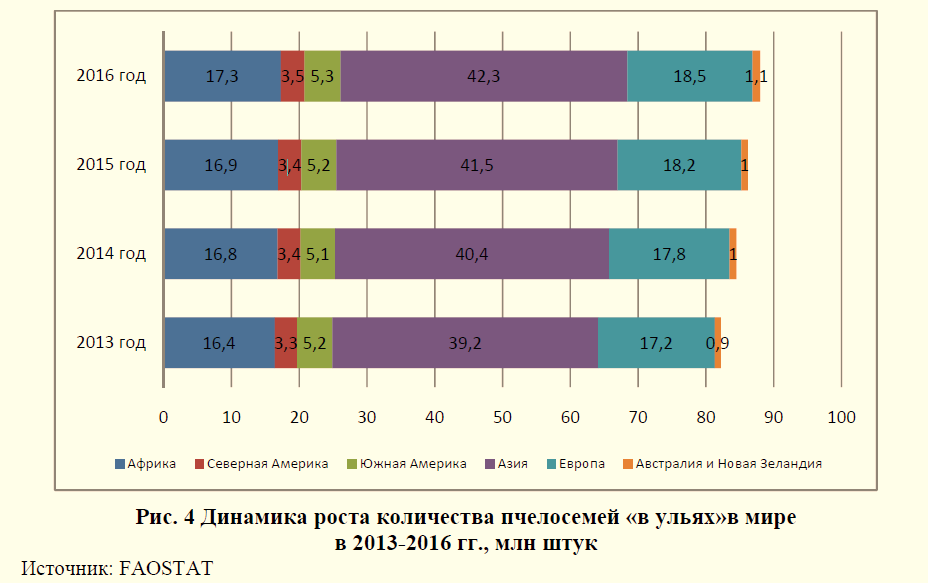 2016 год 17,3 3,5 5,3 42,3 18,5 1,1
2015 год 16,9 3,4 5,2 41,5 18,2 1
2014 год 16,8 3,4 5,1 40,4 17,8 1
2013 год 16,4 3,3 5,2 39,2 17,2 0,9
0 10 20 30 40 50 60 70 80 90 100
Африка Северная Америка Южная Америка Азия Европа Австралия и Новая Зеландия
Рис. 4 Динамика роста количества пчелосемей «в ульях»в мире
в 2013-2016 гг., млн штук
Источник: FAOSTAT